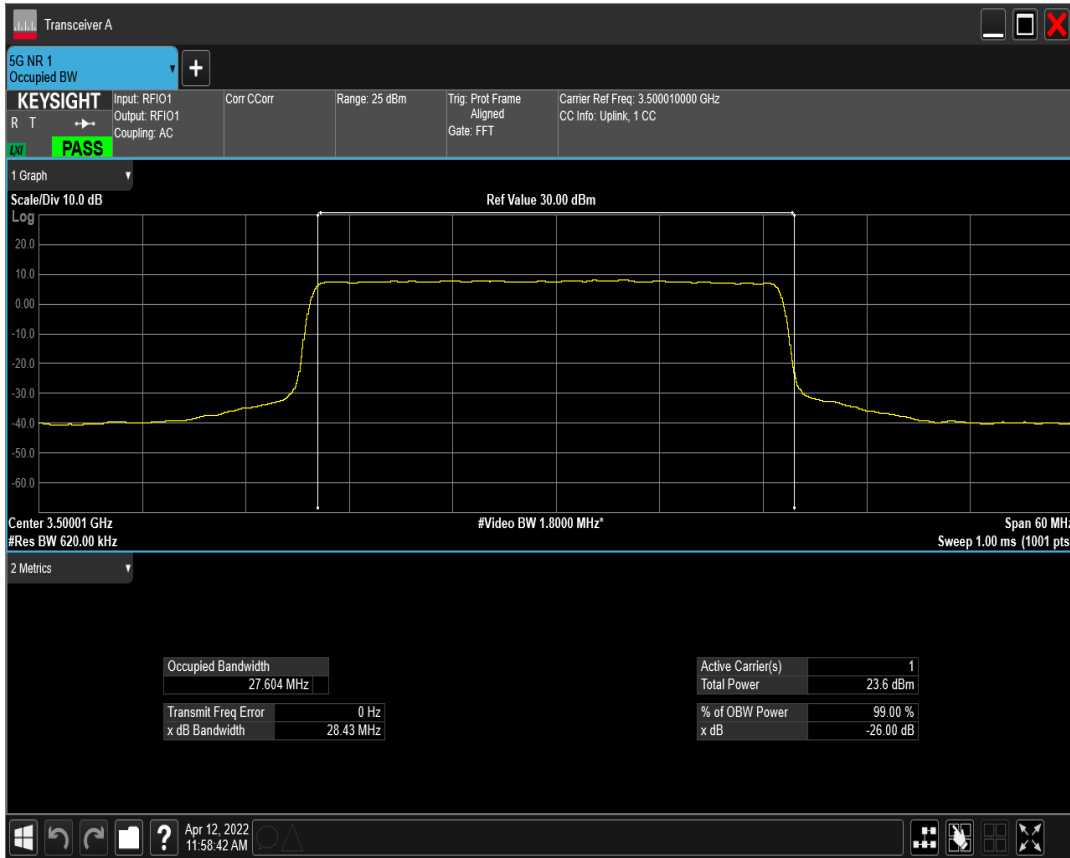 Transceiver A
5G NR 1
Occupied BW
+
KEYSIGHT
R T
LXI
PASS
Input: RFIO1
Output: RFIO1
Coupling: AC
Corr CCorr
Range: 25 dBm
Trig: Prot Frame
Aligned
Gate: FFT
Carrier Ref Freq: 3.500010000 GHz
CC Info: Uplink, 1 CC
1 Graph
Scale/Div 10.0 dB
Ref Value 30.00 dBm
Log
20.0
10.0
0.00
-10.0
-20.0
-30.0
-40.0
-50.0
-60.0
Center 3.50001 GHz
#Video BW 1.8000 MHz*
Span 60 MHz
#Res BW 620.00 kHz
Sweep 1.00 ms (1001 pts
2 Metrics
Occupied Bandwidth
27.604 MHz
Transmit Freq Error 0 Hz
x dB Bandwidth 28.43 MHz
Active Carrier(s) 1
Total Power 23.6 dBm
% of OBW Power 99.00 %
x dB -26.00 dB
?
Apr 12, 2022
11:58:42 AM